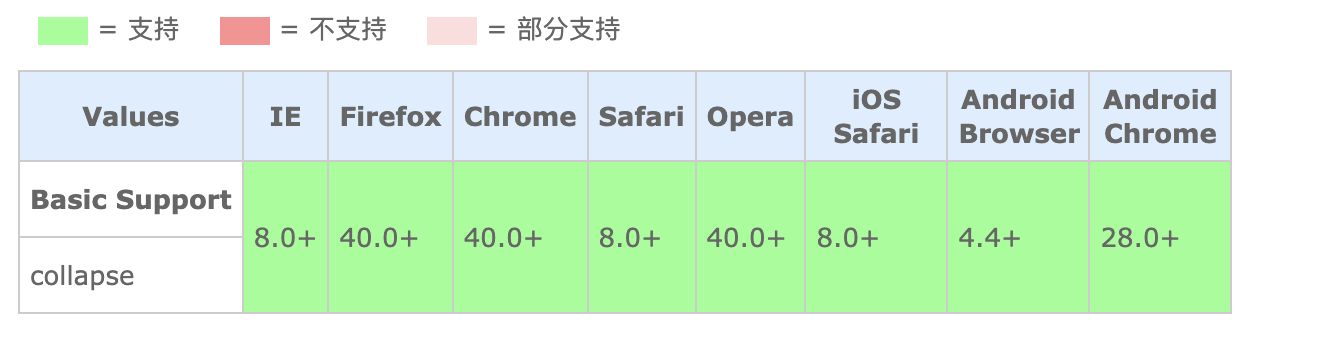 = 支持 = 不支持 = 部分支持
Values IE Firefox Chrome Safari Opera iOS Safari Android Browser Android Chrome
Basic Support 8.0+ 40.0+ 40.0+ 8.0+ 40.0+ 8.0+ 4.4+ 28.0+
collapse